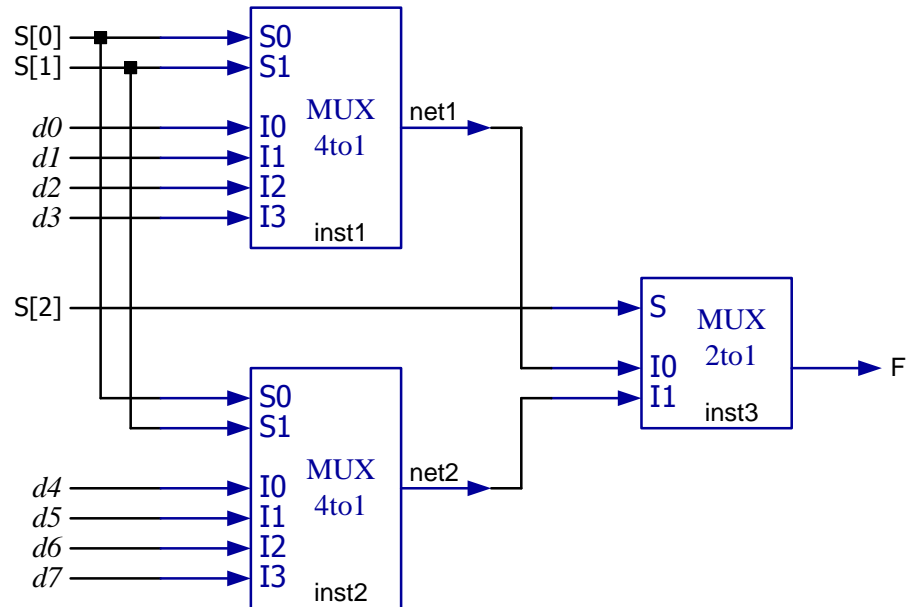 S[0]
S[1]
d0
d1
d2
d3
S0
S1
I0
I1
I2
I3
MUX
4to1
inst1
net1
S[2]
S
I0
I1
MUX
2to1
inst3
F
d4
d5
d6
d7
S0
S1
I0
I1
I2
I3
MUX
4to1
inst2
net2